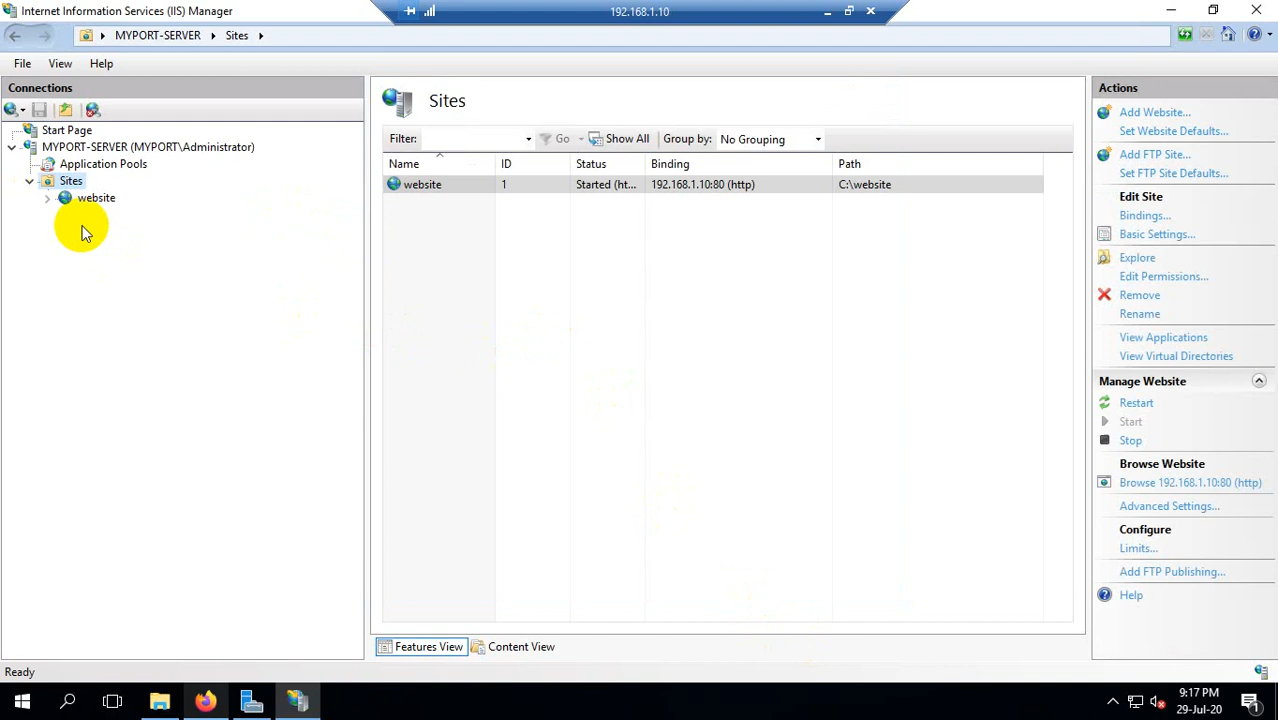 Internet Information Services (IIS) Manager
192.168.1.10
MYPORT-SERVER
Sites
File
View
Help
Connections
Start Page
MYPORT-SERVER (MYPORT\Administrator)
Application Pools
Sites
website
Sites
Filter:
Go
Show All
Group by:
No Grouping
Name
ID
Status
Binding
Path
website
1
Started (ht...
192.168.1.10:80 (http)
C:\website
Features View
Content View
Actions
Add Website...
Set Website Defaults...
Add FTP Site...
Set FTP Site Defaults...
Edit Site
Bindings...
Basic Settings...
Explore
Edit Permissions...
Remove
Rename
View Applications
View Virtual Directories
Manage Website
Restart
Start
Stop
Browse Website
Browse 192.168.1.10:80 (http)
Advanced Settings...
Configure
Limits...
Add FTP Publishing...
Help
Ready
9:17 PM
29-Jul-20
1